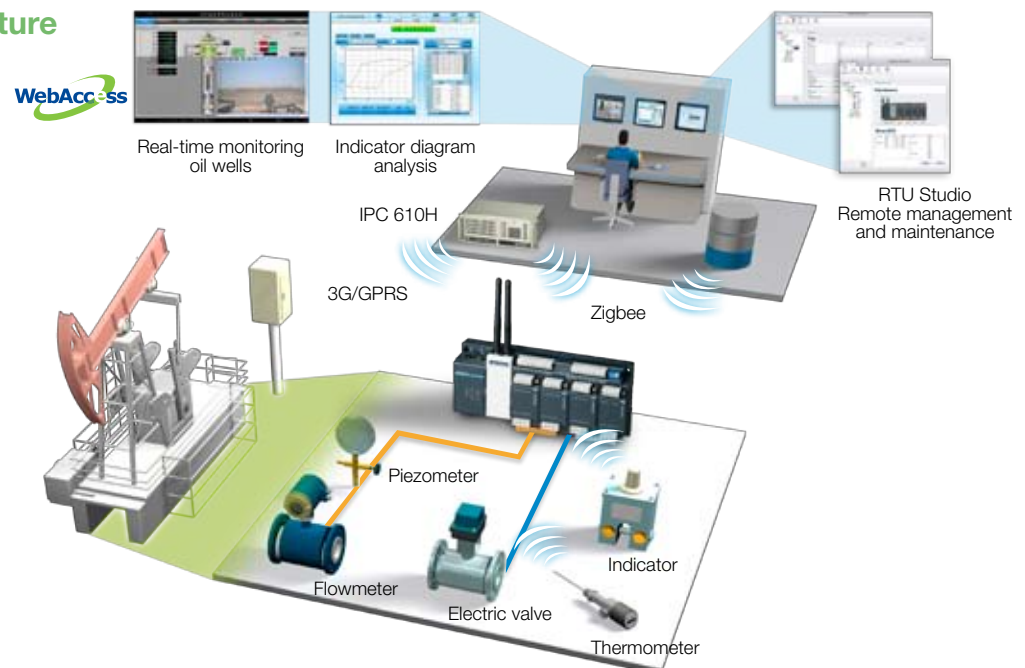 ture
WebAccess
Real-time monitoring
oil wells
Indicator diagram
analysis
RTU Studio
Remote management
and maintenance
IPC 610H
3G/GPRS
Zigbee
Piezometer
Flowmeter
Electric valve
Indicator
Thermometer